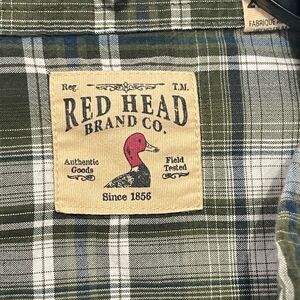 FABRIQUÉ
Reg. T.M.
RED HEAD
BRAND CO.
Authentic Field
Goods Tested
Since 1856